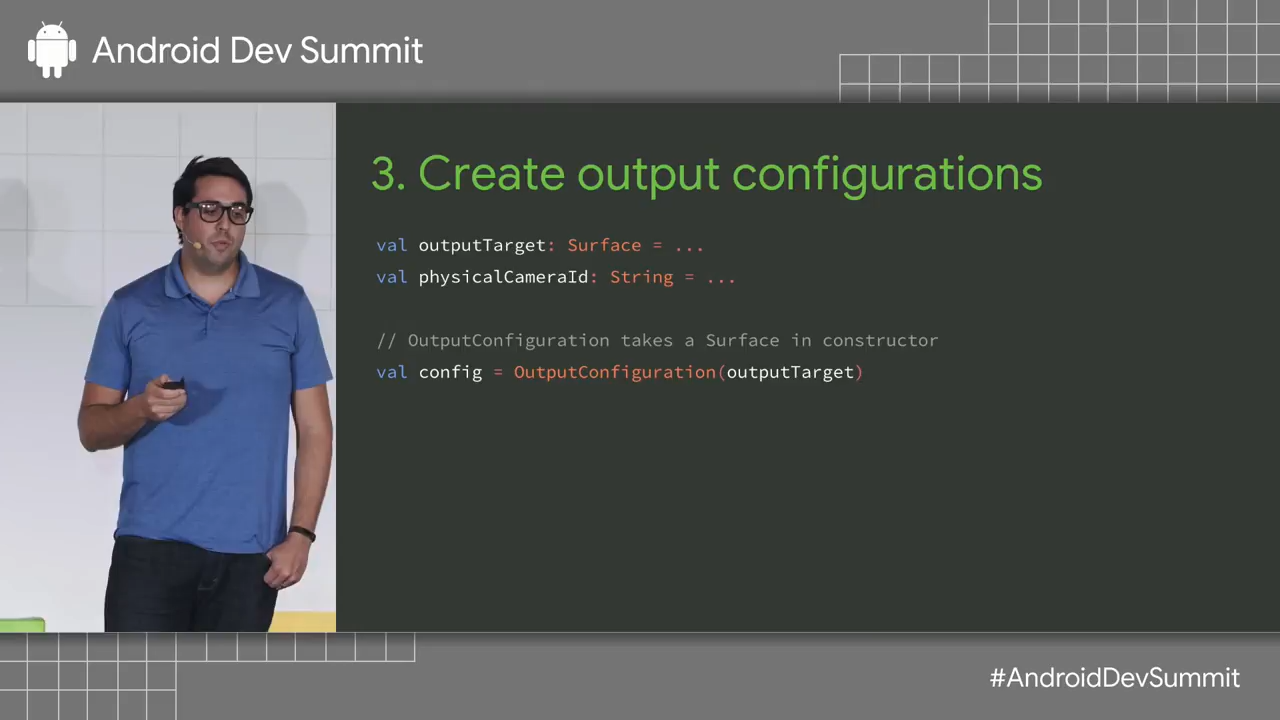 Android Dev Summit
3. Create output configurations
val outputTarget: Surface = ...
val physicalCameraId: String = ...
// OutputConfiguration takes a Surface in constructor
val config = OutputConfiguration(outputTarget)
#AndroidDevSummit